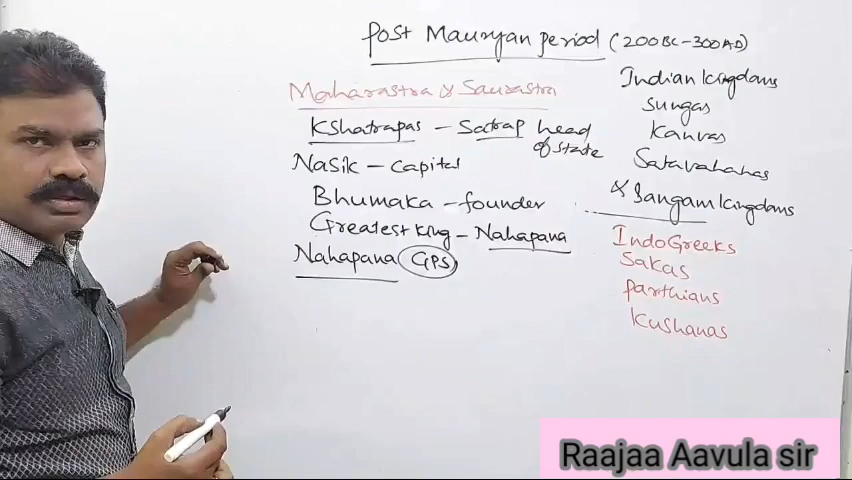 Post Mauryan period (200BC-300AD)
Maharastra & Saurastra
Kshatrapas - Satrap head of state
Nasik - Capital
Bhumaka - founder
Greatest king - Nahapana
Nahapana GPS
Indian kingdoms
Sungas
Kanvas
Satavahanas
& Sangam kingdoms
IndoGreeks
Sakas
parthians
Kushanas
Raajaa Aavula sir